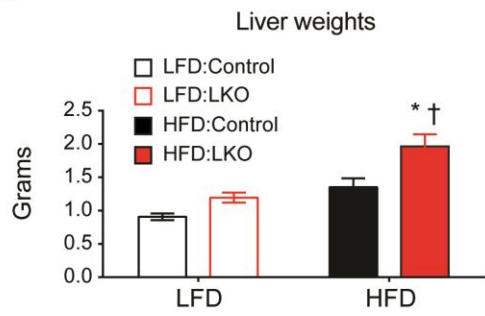 Liver weights
LFD:Control
LFD:LKO
HFD:Control
HFD:LKO
* †
Grams
2.5
2.0
1.5
1.0
0.5
0.0
LFD HFD